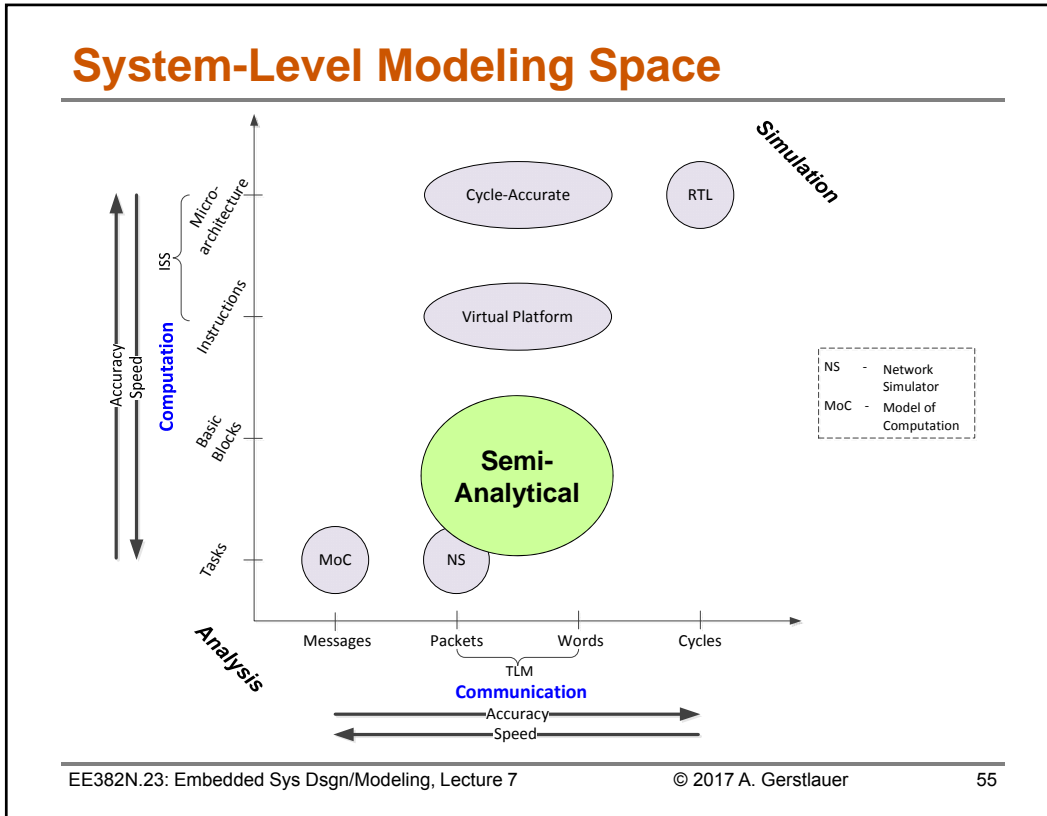 System-Level Modeling Space
Simulation
Micro-
architecture
Cycle-Accurate
RTL
ISS
Instructions
Virtual Platform
Accuracy
Speed
Computation
NS - Network
Simulator
MoC - Model of
Computation
Basic
Blocks
Semi-
Analytical
Tasks
MoC
NS
Analysis
Messages
Packets
Words
Cycles
TLM
Communication
Accuracy
Speed
EE382N.23: Embedded Sys Dsgn/Modeling, Lecture 7
© 2017 A. Gerstlauer
55